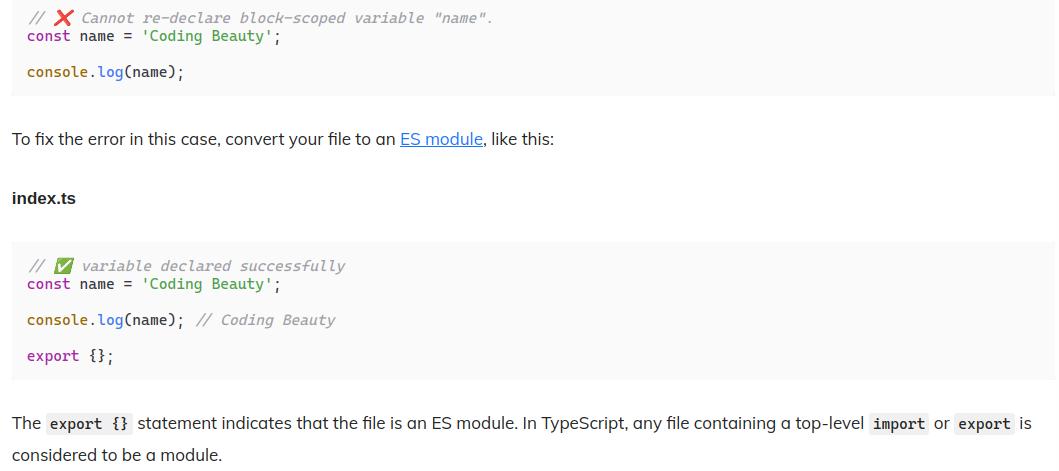 // ❌ Cannot re-declare block-scoped variable "name".
const name = 'Coding Beauty';
console.log(name);
To fix the error in this case, convert your file to an ES module, like this:
index.ts
// ✅ variable declared successfully
const name = 'Coding Beauty';
console.log(name); // Coding Beauty
export {};
The export {} statement indicates that the file is an ES module. In TypeScript, any file containing a top-level import or export is
considered to be a module.